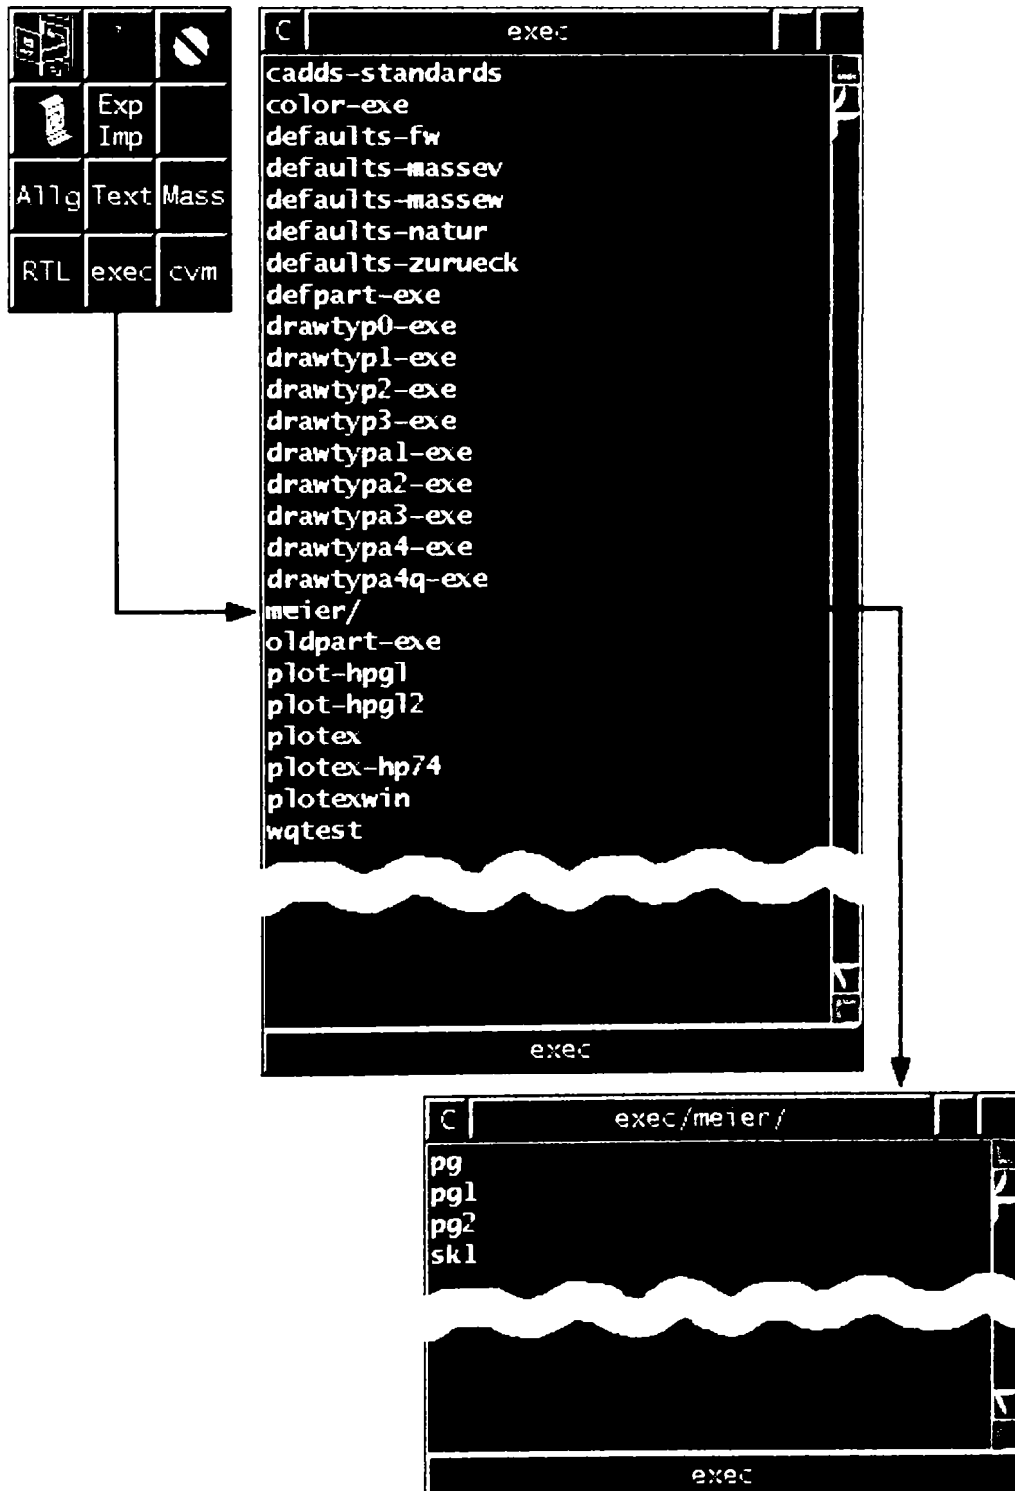 Exp
Imp
Allg Text Mass
RTL exec cvm
C exec
cadds-standards
color-exe
defaults-fw
defaults-massev
defaults-massew
defaults-natur
defaults-zurueck
defpart-exe
drawtyp0-exe
drawtyp1-exe
drawtyp2-exe
drawtyp3-exe
drawtypa1-exe
drawtypa2-exe
drawtypa3-exe
drawtypa4-exe
drawtypa4q-exe
meier/
oldpart-exe
plot-hpgl
plot-hpgl2
plotex
plotex-hp74
plotexwin
wqtest
exec
C exec/meier/
pg
pg1
pg2
skl
exec